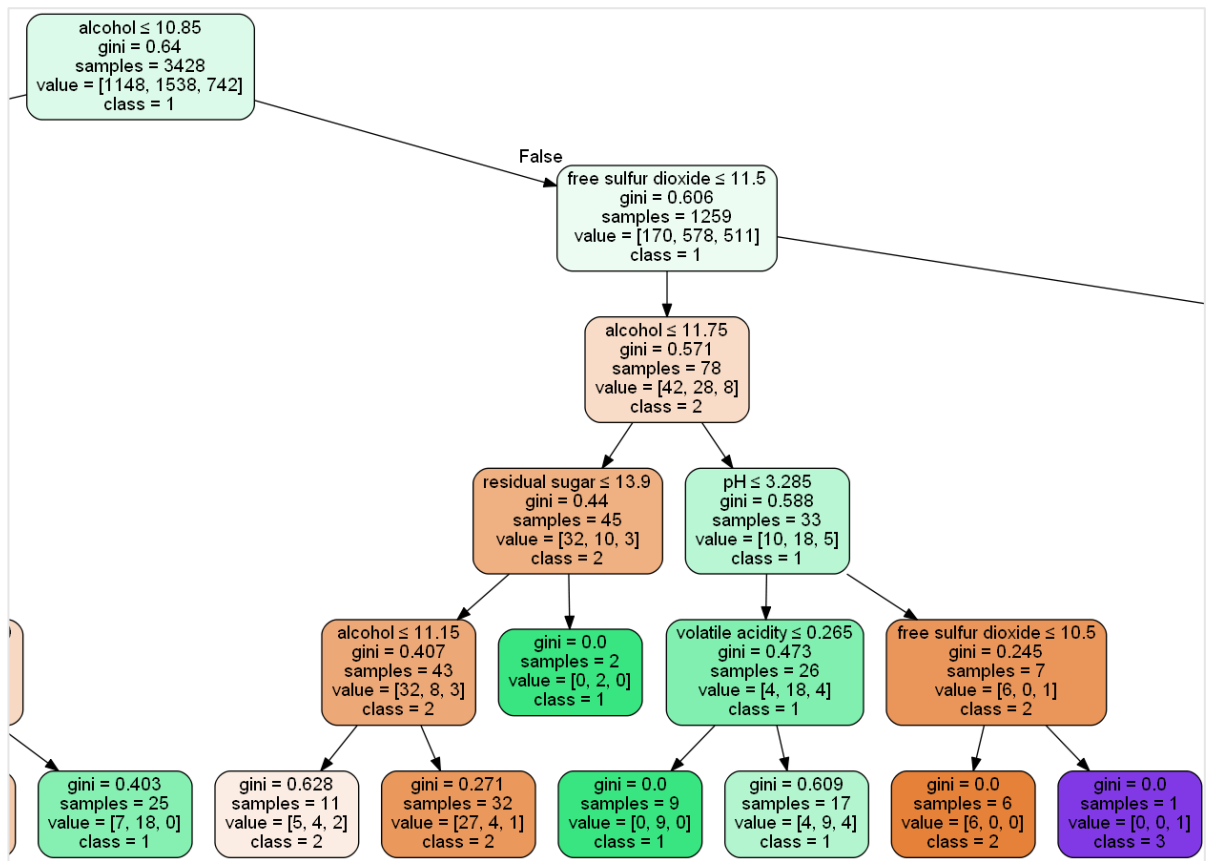 alcohol ≤ 10.85
gini = 0.64
samples = 3428
value = [1148, 1538, 742]
class = 1
False
free sulfur dioxide ≤ 11.5
gini = 0.606
samples = 1259
value = [170, 578, 511]
class = 1
alcohol ≤ 11.75
gini = 0.571
samples = 78
value = [42, 28, 8]
class = 2
residual sugar ≤ 13.9
gini = 0.44
samples = 45
value = [32, 10, 3]
class = 2
pH ≤ 3.285
gini = 0.588
samples = 33
value = [10, 18, 5]
class = 1
alcohol ≤ 11.15
gini = 0.407
samples = 43
value = [32, 8, 3]
class = 2
gini = 0.0
samples = 2
value = [0, 2, 0]
class = 1
volatile acidity ≤ 0.265
gini = 0.473
samples = 26
value = [4, 18, 4]
class = 1
free sulfur dioxide ≤ 10.5
gini = 0.245
samples = 7
value = [6, 0, 1]
class = 2
gini = 0.403
samples = 25
value = [7, 18, 0]
class = 1
gini = 0.628
samples = 11
value = [5, 4, 2]
class = 2
gini = 0.271
samples = 32
value = [27, 4, 1]
class = 2
gini = 0.0
samples = 9
value = [0, 9, 0]
class = 1
gini = 0.609
samples = 17
value = [4, 9, 4]
class = 1
gini = 0.0
samples = 6
value = [6, 0, 0]
class = 2
gini = 0.0
samples = 1
value = [0, 0, 1]
class = 3